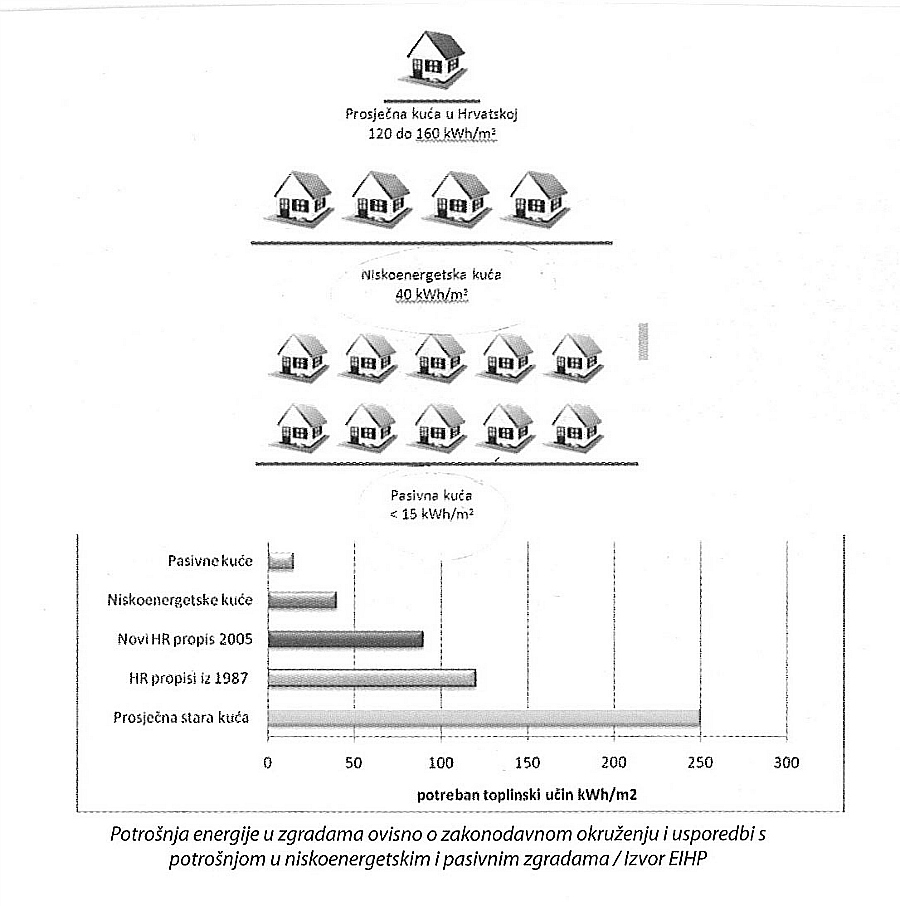 Prosječna kuća u Hrvatskoj
120 do 160 kWh/m²
Niskoenergetska kuća
40 kWh/m²
Pasivna kuća
< 15 kWh/m²
Pasivne kuće
Niskoenergetske kuće
Novi HR propis 2005
HR propisi iz 1987
Prosječna stara kuća
0 50 100 150 200 250 300
potreban toplinski učin kWh/m2
Potrošnja energije u zgradama ovisno o zakonodavnom okruženju i usporedbi s
potrošnjom u niskoenergetskim i pasivnim zgradama / Izvor EIHP